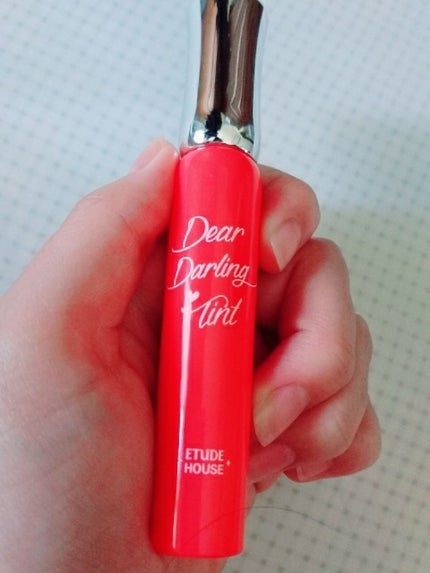 Dear
Darling
Tint
ETUDE
HOUSE